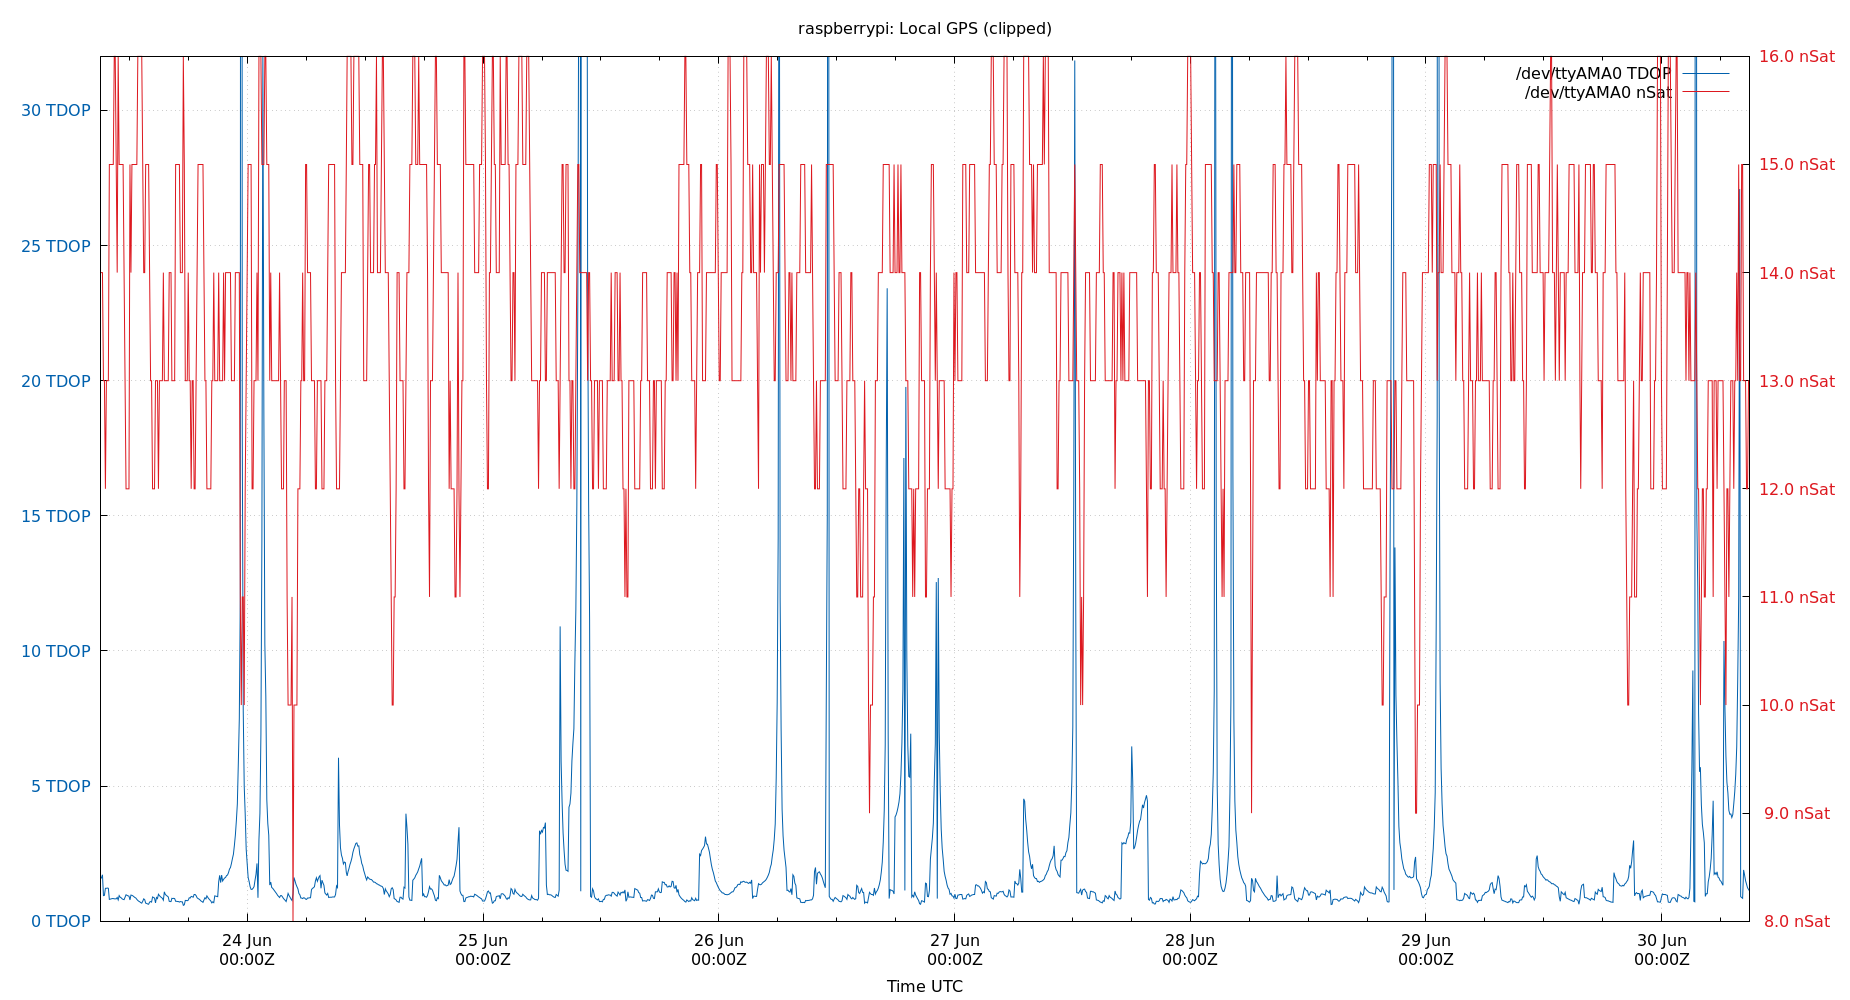 raspberrypi: Local GPS (clipped)
/dev/ttyAMA0 TDOP
/dev/ttyAMA0 nSat
30 TDOP
25 TDOP
20 TDOP
15 TDOP
10 TDOP
5 TDOP
0 TDOP
16.0 nSat
15.0 nSat
14.0 nSat
13.0 nSat
12.0 nSat
11.0 nSat
10.0 nSat
9.0 nSat
8.0 nSat
24 Jun
00:00Z
25 Jun
00:00Z
26 Jun
00:00Z
27 Jun
00:00Z
28 Jun
00:00Z
29 Jun
00:00Z
30 Jun
00:00Z
Time UTC